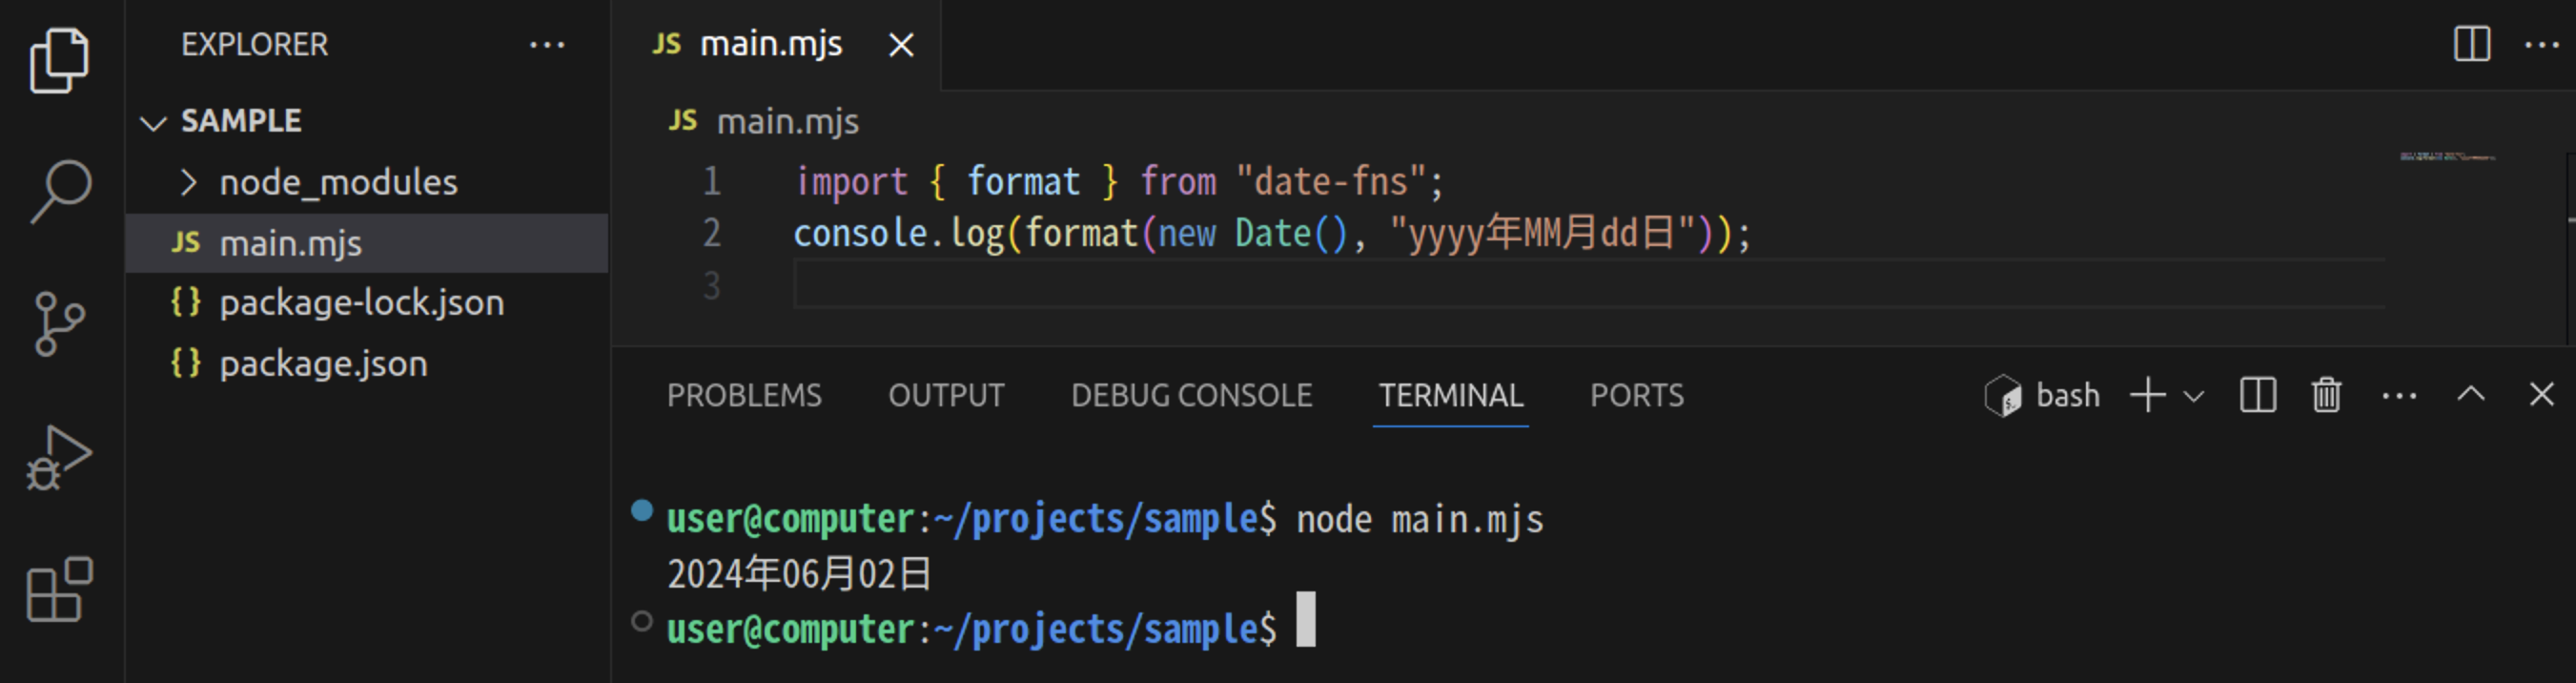 EXPLORER ...
SAMPLE
node_modules
JS main.mjs
{} package-lock.json
{} package.json
JS main.mjs
JS main.mjs
1 import { format } from "date-fns";
2 console.log(format(new Date(), "yyyy年MM月dd日"));
3
PROBLEMS OUTPUT DEBUG CONSOLE TERMINAL PORTS bash
user@computer:~/projects/sample$ node main.mjs
2024年06月02日
user@computer:~/projects/sample$